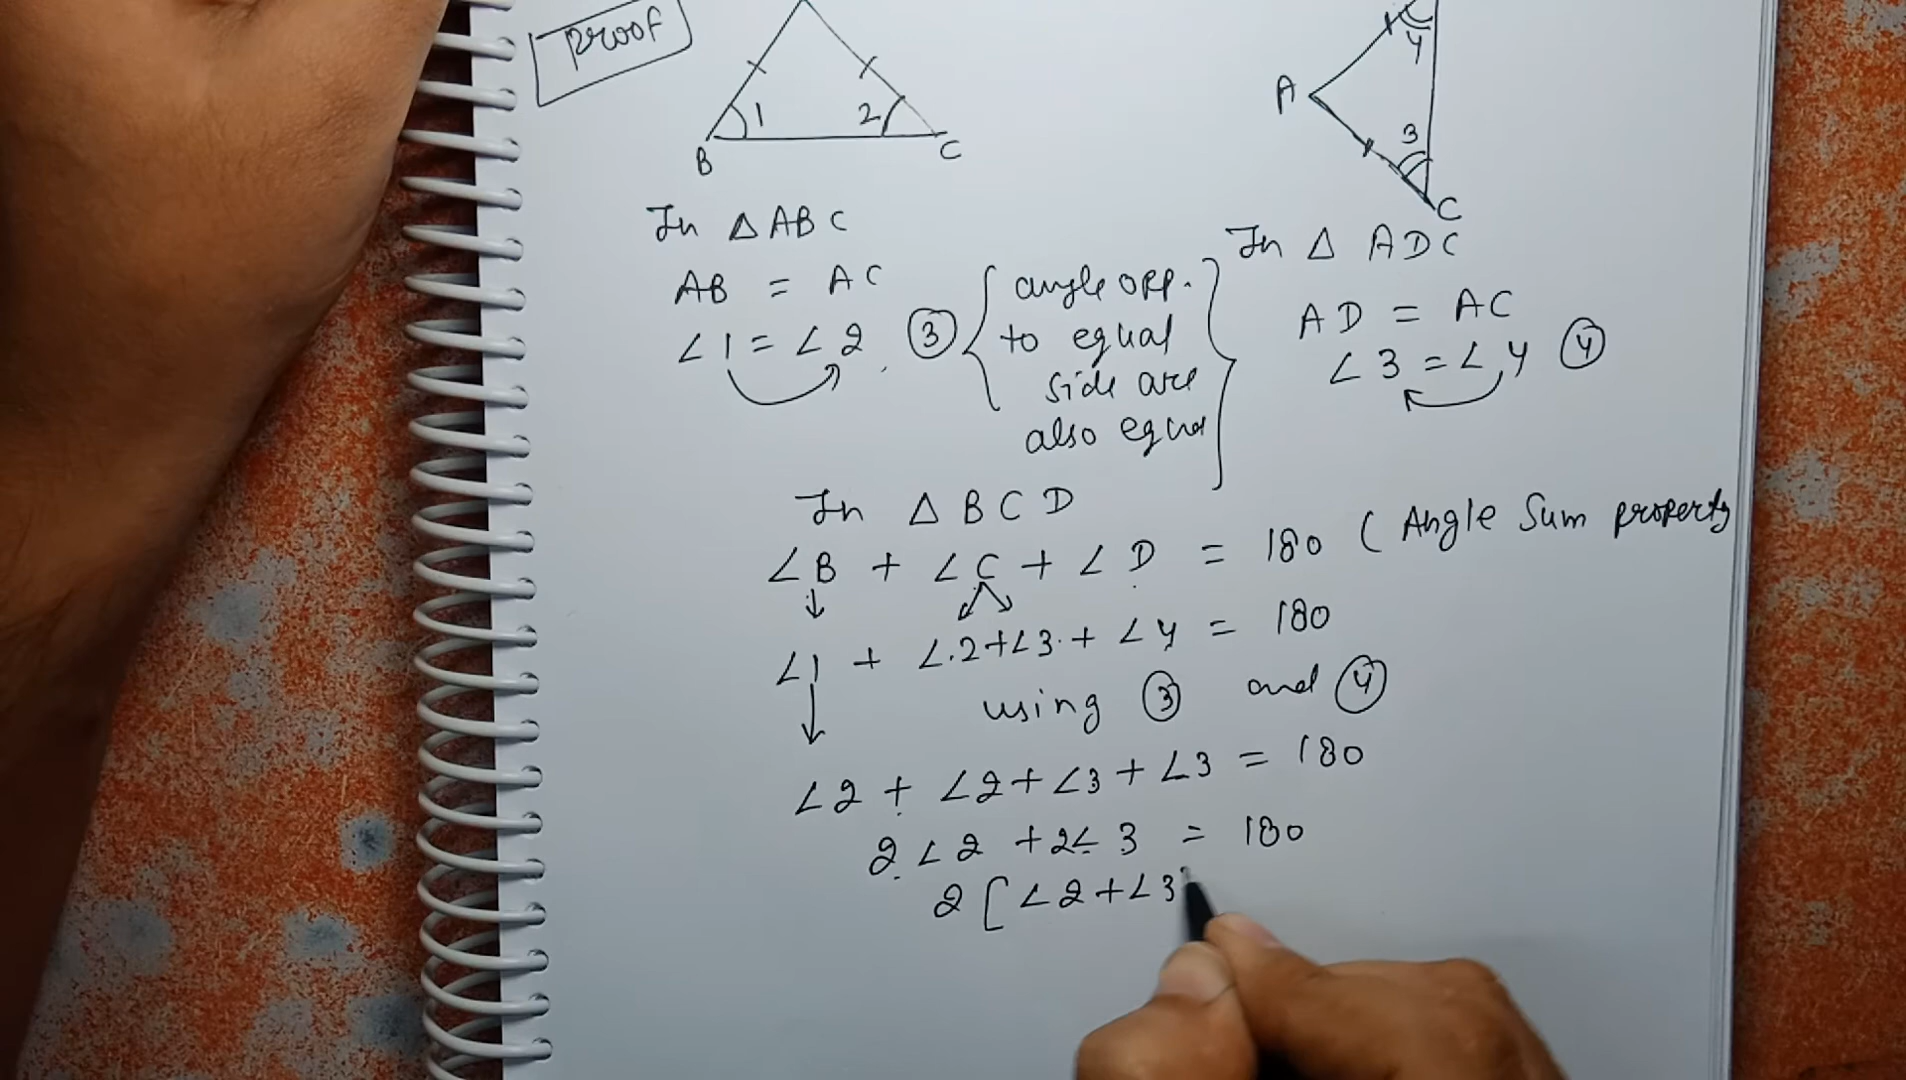 Proof
1 2
B C
4
A
3
C
In △ ABC
AB = AC
∠1 = ∠2 ③
{ angle opp.
to equal
side are
also equal }
In △ ADC
AD = AC
∠3 = ∠4 ④
In △ BCD
∠B + ∠C + ∠D = 180 ( Angle Sum property
∠1 + ∠2+∠3 + ∠4 = 180
using ③ and ④
∠2 + ∠2 + ∠3 + ∠3 = 180
2∠2 + 2∠3 = 180
2[∠2+∠3